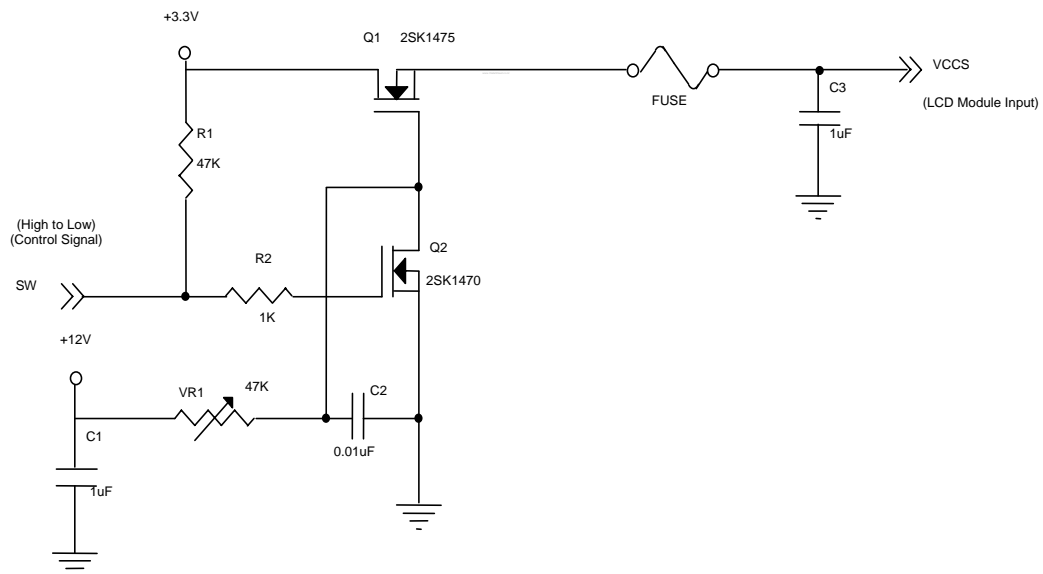 +3.3V
Q1 2SK1475
VCCS
FUSE
C3
(LCD Module Input)
1uF
R1
47K
(High to Low)
(Control Signal)
Q2
R2
2SK1470
SW
1K
+12V
VR1
47K
C2
C1
0.01uF
1uF